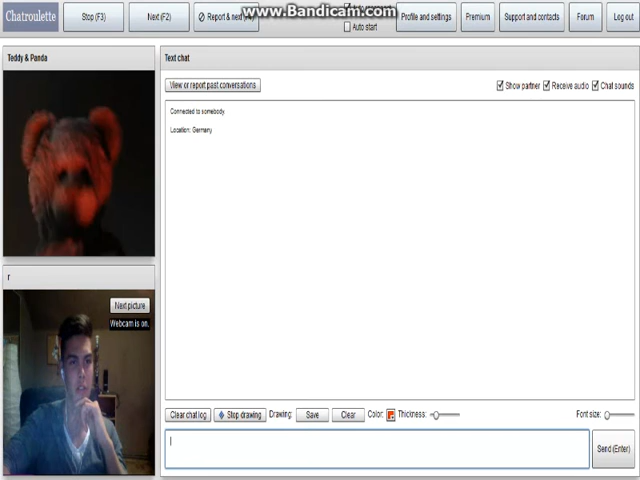 www.Bandicam.com
Chatroulette
Stop (F3)
Next (F2)
Report & next
Auto start
Profile and settings
Premium
Support and contacts
Forum
Log out
Teddy & Panda
Text chat
View or report past conversations
Show partner
Receive audio
Chat sounds
Connected to somebody.
Location: Germany
r
Next picture
Webcam is on.
Clear chat log
Stop drawing
Drawing:
Save
Clear
Color:
Thickness:
Font size:
Send (Enter)